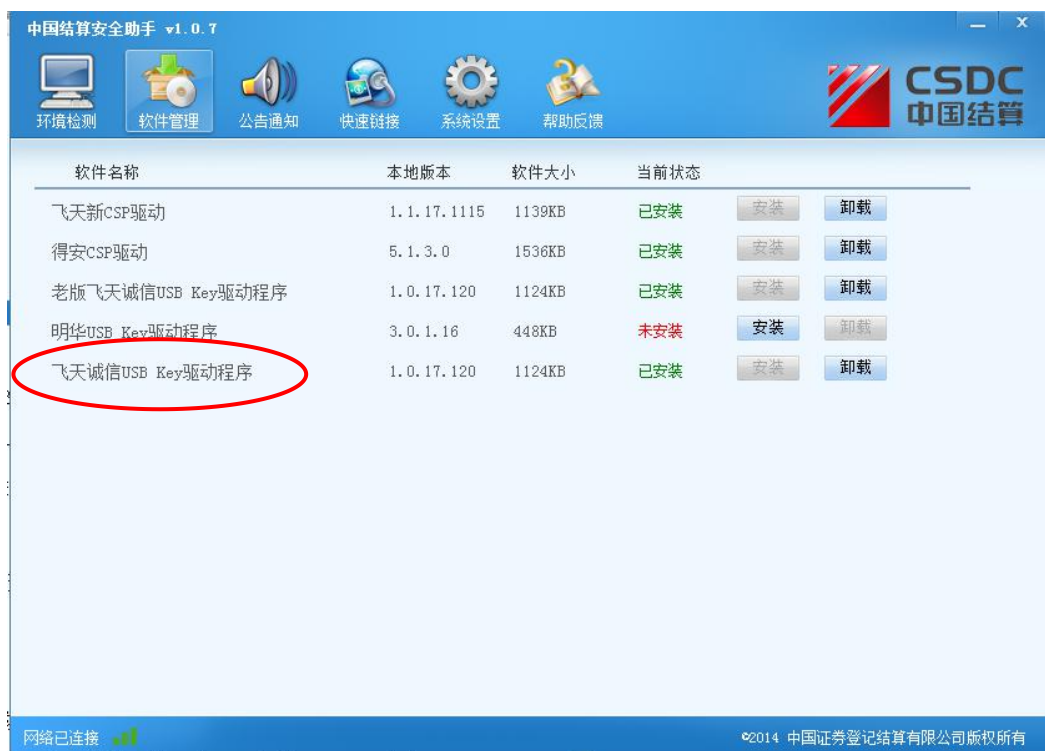 中国结算安全助手 v1.0.7
环境检测 软件管理 公告通知 快速链接 系统设置 帮助反馈
CSDC
中国结算
软件名称 本地版本 软件大小 当前状态
飞天新CSP驱动 1.1.17.1115 1139KB 已安装 安装 卸载
得安CSP驱动 5.1.3.0 1536KB 已安装 安装 卸载
老版飞天诚信USB Key驱动程序 1.0.17.120 1124KB 已安装 安装 卸载
明华USB Key驱动程序 3.0.1.16 448KB 未安装 安装 卸载
飞天诚信USB Key驱动程序 1.0.17.120 1124KB 已安装 安装 卸载
网络已连接 ©2014 中国证券登记结算有限公司版权所有